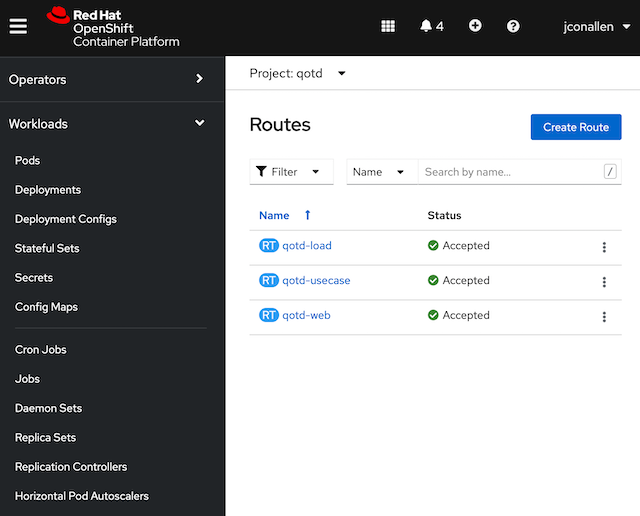 Red Hat
OpenShift
Container Platform
4
jconallen
Operators
Workloads
Pods
Deployments
Deployment Configs
Stateful Sets
Secrets
Config Maps
Cron Jobs
Jobs
Daemon Sets
Replica Sets
Replication Controllers
Horizontal Pod Autoscalers
Project: qotd
Routes
Create Route
Filter
Name
Search by name...
/
Name Status
RT qotd-load Accepted
RT qotd-usecase Accepted
RT qotd-web Accepted